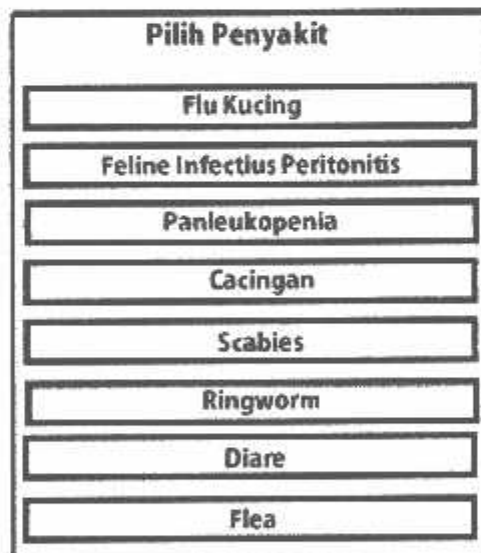 Pilih Penyakit
Flu Kucing
Feline Infectius Peritonitis
Panleukopenia
Cacingan
Scabies
Ringworm
Diare
Flea